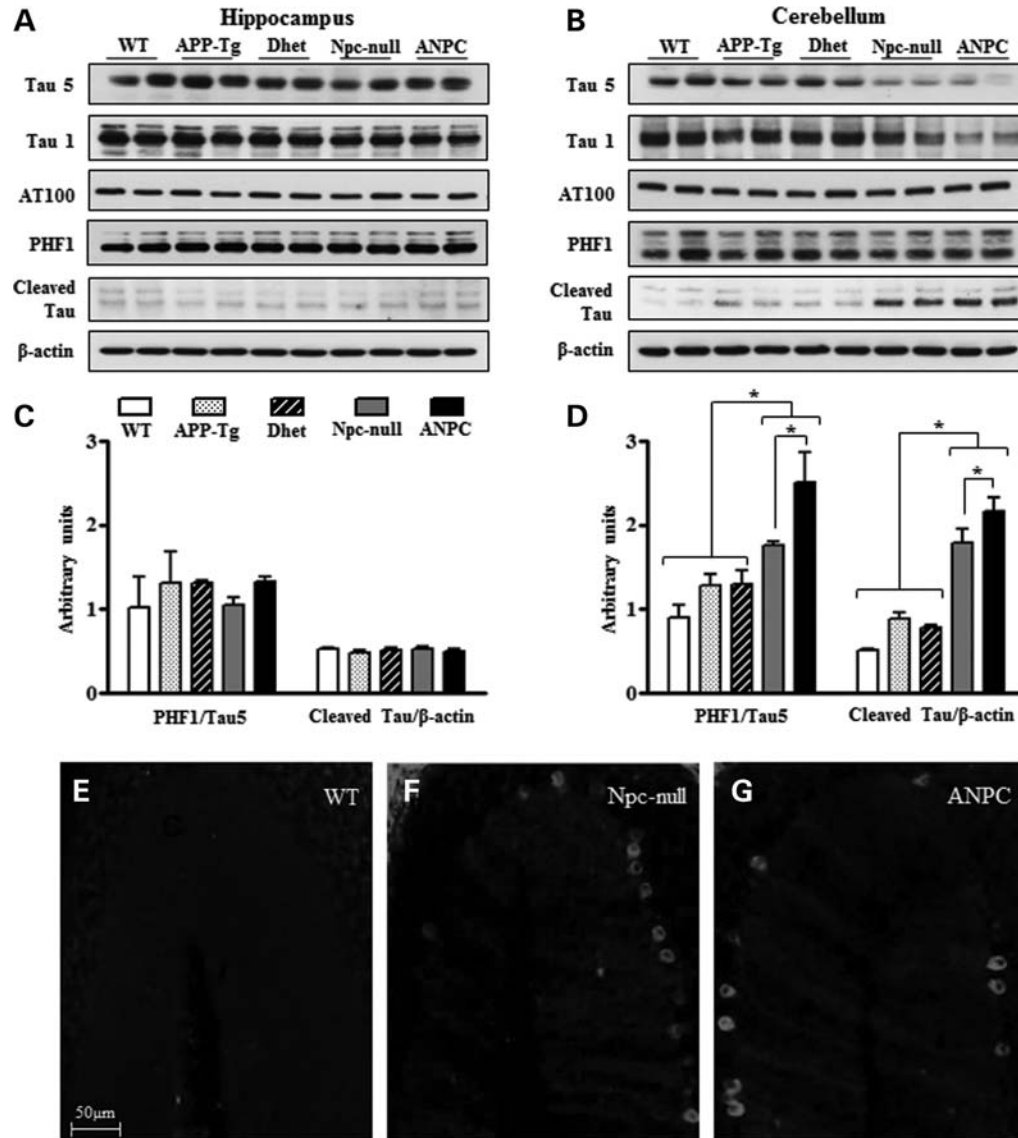 A
Hippocampus
WT APP-Tg Dhet Npc-null ANPC
Tau 5
Tau 1
AT100
PHF1
Cleaved
Tau
β-actin
B
Cerebellum
WT APP-Tg Dhet Npc-null ANPC
Tau 5
Tau 1
AT100
PHF1
Cleaved
Tau
β-actin
C
WT APP-Tg Dhet Npc-null ANPC
3
2
1
0
Arbitrary units
PHF1/Tau5 Cleaved Tau/β-actin
D
3
2
1
0
Arbitrary units
* * * *
PHF1/Tau5 Cleaved Tau/β-actin
E WT
50μm
F Npc-null
G ANPC